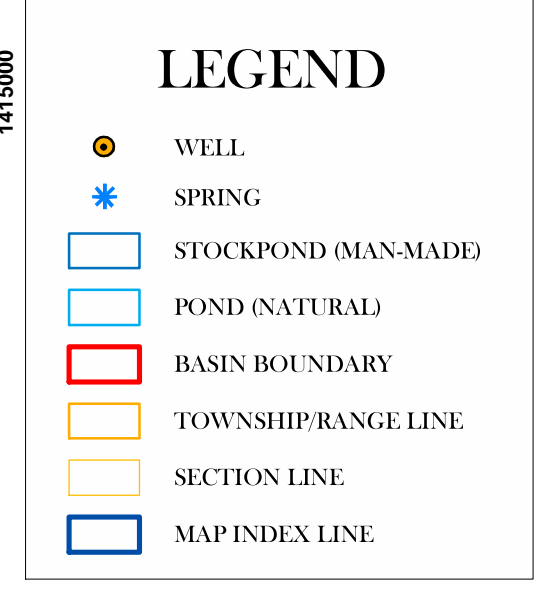 1415000
LEGEND
WELL
SPRING
STOCKPOND (MAN-MADE)
POND (NATURAL)
BASIN BOUNDARY
TOWNSHIP/RANGE LINE
SECTION LINE
MAP INDEX LINE